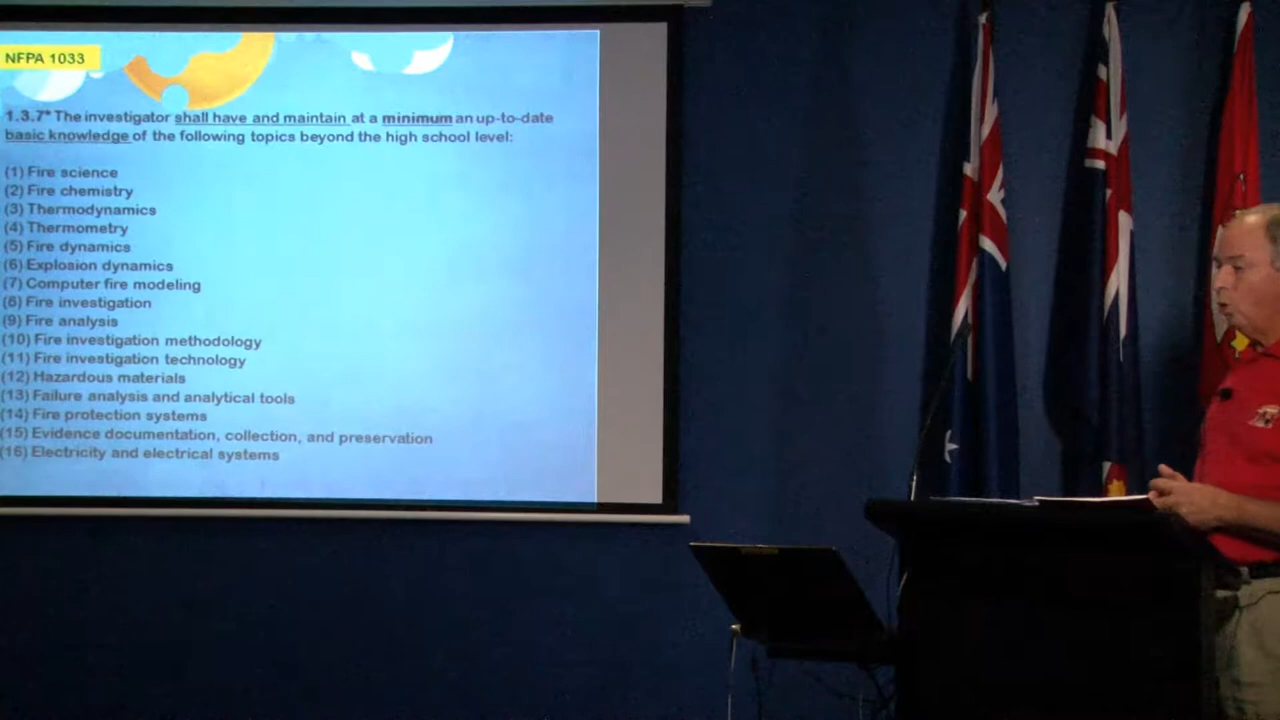 NFPA 1033
1.3.7* The investigator shall have and maintain at a minimum an up-to-date
basic knowledge of the following topics beyond the high school level:
(1) Fire science
(2) Fire chemistry
(3) Thermodynamics
(4) Thermometry
(5) Fire dynamics
(6) Explosion dynamics
(7) Computer fire modeling
(8) Fire investigation
(9) Fire analysis
(10) Fire investigation methodology
(11) Fire investigation technology
(12) Hazardous materials
(13) Failure analysis and analytical tools
(14) Fire protection systems
(15) Evidence documentation, collection, and preservation
(16) Electricity and electrical systems